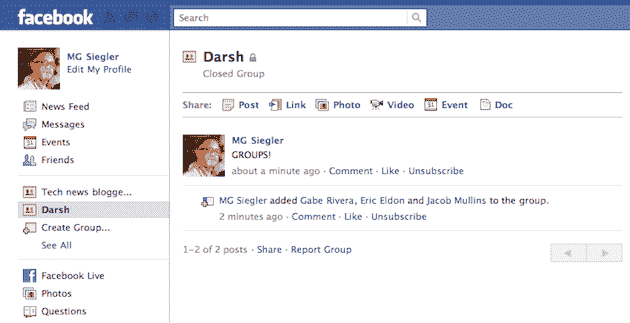 facebook
Search
MG Siegler
Edit My Profile
News Feed
Messages
Events
Friends
Tech news blogge...
Darsh
Create Group...
See All
Facebook Live
Photos
Questions
Darsh
Closed Group
Share: Post Link Photo Video Event 31 Doc
MG Siegler
GROUPS!
about a minute ago · Comment · Like · Unsubscribe
MG Siegler added Gabe Rivera, Eric Eldon and Jacob Mullins to the group.
2 minutes ago · Comment · Like · Unsubscribe
1-2 of 2 posts · Share · Report Group